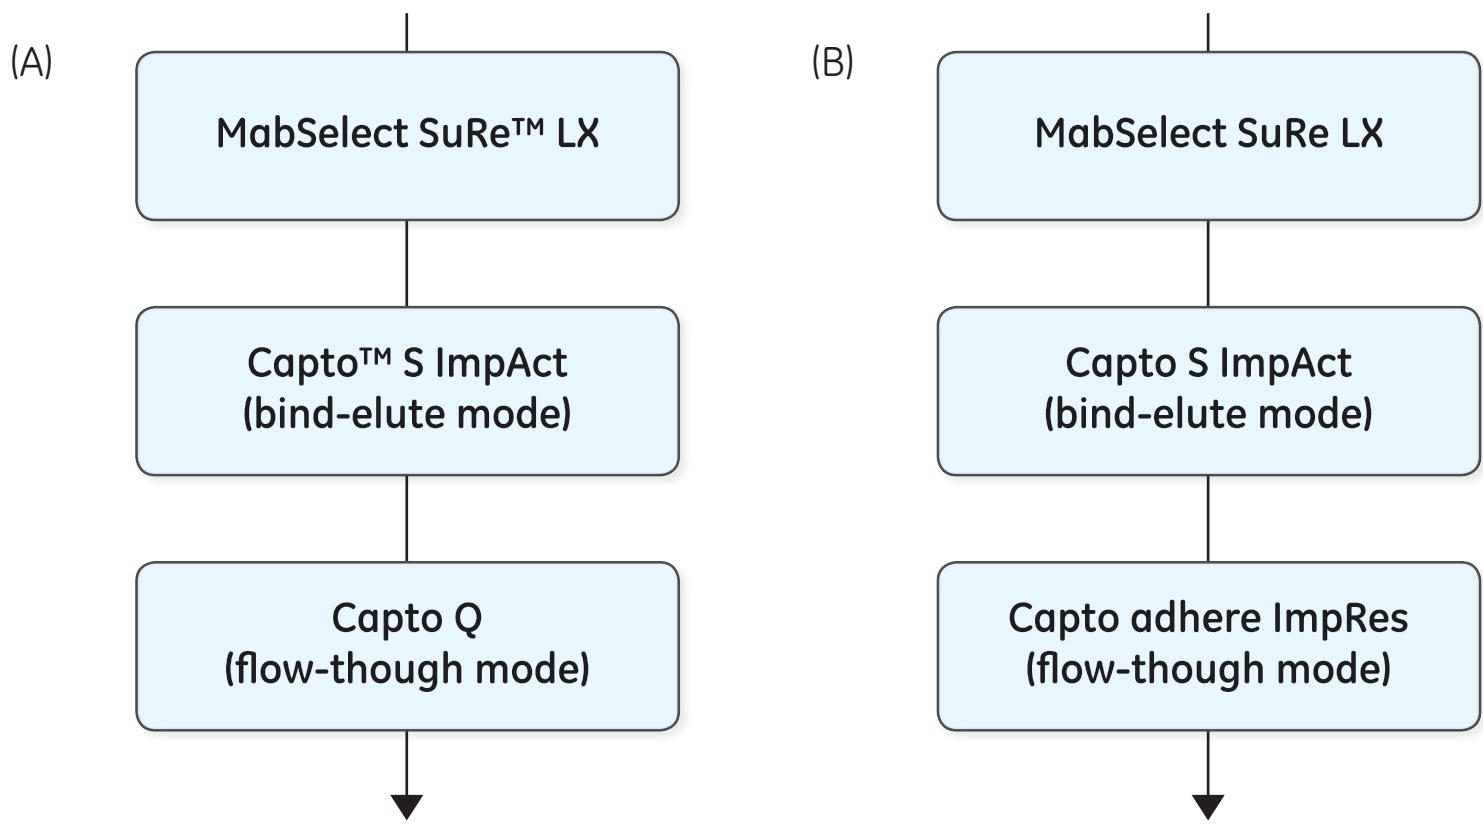 (A)
MabSelect SuRe™ LX
Capto™ S ImpAct
(bind-elute mode)
Capto Q
(flow-though mode)
(B)
MabSelect SuRe LX
Capto S ImpAct
(bind-elute mode)
Capto adhere ImpRes
(flow-though mode)